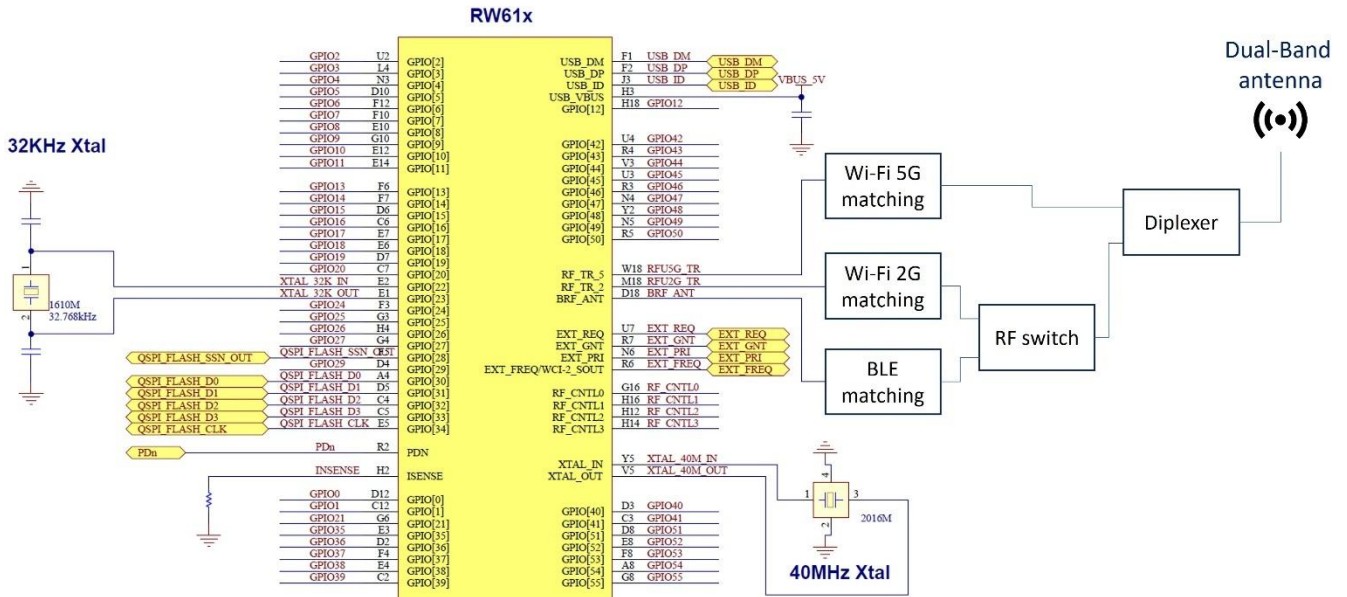 RW61x
GPIO2 U2 GPIO[2]
GPIO3 L4 GPIO[3]
GPIO4 N3 GPIO[4]
GPIO5 D10 GPIO[5]
GPIO6 F12 GPIO[6]
GPIO7 F10 GPIO[7]
GPIO8 E10 GPIO[8]
GPIO9 G10 GPIO[9]
GPIO10 E12 GPIO[10]
GPIO11 E14 GPIO[11]
GPIO13 F6 GPIO[13]
GPIO14 F7 GPIO[14]
GPIO15 D6 GPIO[15]
GPIO16 C6 GPIO[16]
GPIO17 E7 GPIO[17]
GPIO18 E6 GPIO[18]
GPIO19 D7 GPIO[19]
GPIO20 C7 GPIO[20]
XTAL_32K_IN E2 GPIO[22]
XTAL_32K_OUT E1 GPIO[23]
GPIO24 F3 GPIO[24]
GPIO25 G3 GPIO[25]
GPIO26 H4 GPIO[26]
GPIO27 G4 GPIO[27]
QSPI_FLASH_SSN_OUT QSPI_FLASH_SSN_OUT F5 GPIO[28]
GPIO29 D4 GPIO[29]
QSPI_FLASH_D0 QSPI_FLASH_D0 A4 GPIO[30]
QSPI_FLASH_D1 QSPI_FLASH_D1 D5 GPIO[31]
QSPI_FLASH_D2 QSPI_FLASH_D2 C4 GPIO[32]
QSPI_FLASH_D3 QSPI_FLASH_D3 C5 GPIO[33]
QSPI_FLASH_CLK QSPI_FLASH_CLK E5 GPIO[34]
PDn PDn R2 PDN
INSENSE H2 ISENSE
GPIO0 D12 GPIO[0]
GPIO1 C12 GPIO[1]
GPIO21 G6 GPIO[21]
GPIO35 E3 GPIO[35]
GPIO36 D2 GPIO[36]
GPIO37 F4 GPIO[37]
GPIO38 E4 GPIO[38]
GPIO39 C2 GPIO[39]
32KHz Xtal
1
1610M
32.768kHz
2
USB_DM F1 USB_DM USB_DM
USB_DP F2 USB_DP USB_DP
USB_ID J3 USB_ID USB_ID
USB_VBUS H3 VBUS_5V
GPIO[12] H18 GPIO12
GPIO[42] U4 GPIO42
GPIO[43] R4 GPIO43
GPIO[44] V3 GPIO44
GPIO[45] U3 GPIO45
GPIO[46] R3 GPIO46
GPIO[47] N4 GPIO47
GPIO[48] Y2 GPIO48
GPIO[49] N5 GPIO49
GPIO[50] R5 GPIO50
RF_TR_5 W18 RFU5G_TR
RF_TR_2 M18 RFU2G_TR
BRF_ANT D18 BRF_ANT
EXT_REQ U7 EXT_REQ EXT_REQ
EXT_GNT R7 EXT_GNT EXT_GNT
EXT_PRI N6 EXT_PRI EXT_PRI
EXT_FREQ/WCI-2_SOUT R6 EXT_FREQ EXT_FREQ
RF_CNTL0 G16 RF_CNTL0
RF_CNTL1 H16 RF_CNTL1
RF_CNTL2 H12 RF_CNTL2
RF_CNTL3 H14 RF_CNTL3
XTAL_IN Y5 XTAL_40M_IN
XTAL_OUT V5 XTAL_40M_OUT
GPIO[40] D3 GPIO40
GPIO[41] C3 GPIO41
GPIO[51] D8 GPIO51
GPIO[52] E8 GPIO52
GPIO[53] F8 GPIO53
GPIO[54] A8 GPIO54
GPIO[55] G8 GPIO55
4
1 3
2
2016M
40MHz Xtal
Wi-Fi 5G
matching
Wi-Fi 2G
matching
BLE
matching
RF switch
Diplexer
Dual-Band
antenna